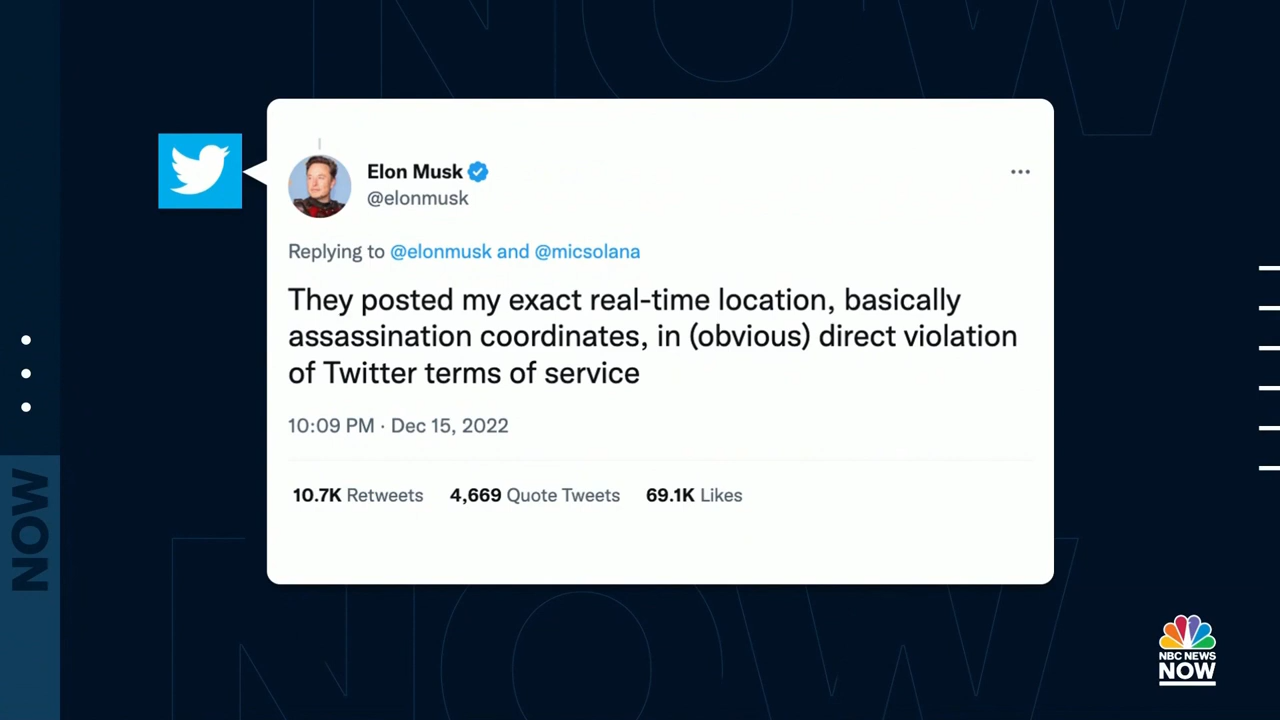 Elon Musk
@elonmusk
Replying to @elonmusk and @micsolana
They posted my exact real-time location, basically
assassination coordinates, in (obvious) direct violation
of Twitter terms of service
10:09 PM · Dec 15, 2022
10.7K Retweets 4,669 Quote Tweets 69.1K Likes
NOW
NOW
NOW
NBC NEWS
NOW